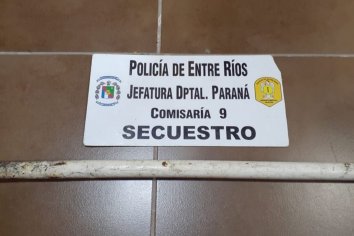 POLICÍA DE ENTRE RÍOS
JEFATURA DPTAL. PARANÁ
COMISARÍA 9
SECUESTRO